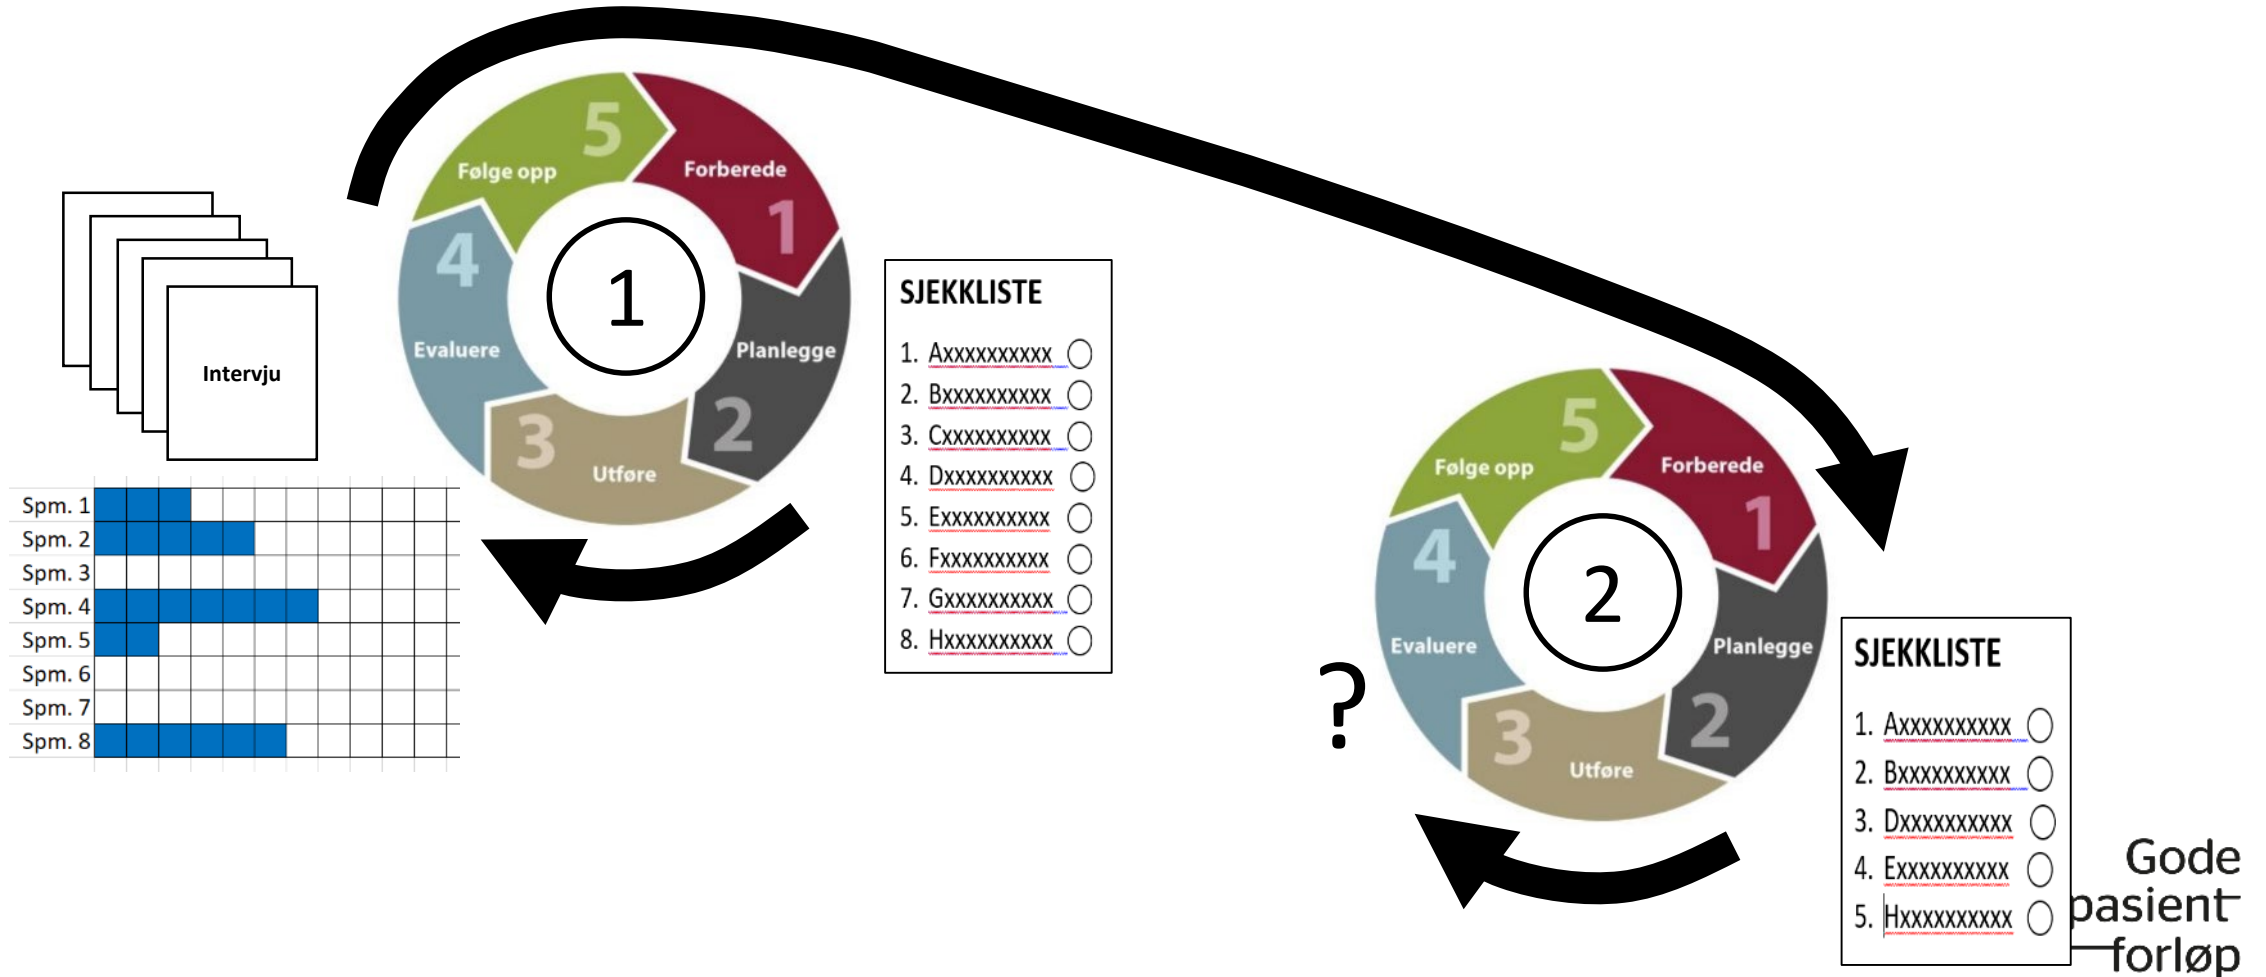 Intervju
Spm. 1
Spm. 2
Spm. 3
Spm. 4
Spm. 5
Spm. 6
Spm. 7
Spm. 8
5
Følge opp
Forberede
1
4
Evaluere
1
Planlegge
2
3
Utføre
SJEKKLISTE
1. Axxxxxxxxxx
2. Bxxxxxxxxxx
3. Cxxxxxxxxxx
4. Dxxxxxxxxxx
5. Exxxxxxxxxx
6. Fxxxxxxxxxx
7. Gxxxxxxxxxx
8. Hxxxxxxxxxx
?
5
Følge opp
Forberede
1
4
Evaluere
2
Planlegge
2
3
Utføre
SJEKKLISTE
1. Axxxxxxxxxx
2. Bxxxxxxxxxx
3. Dxxxxxxxxxx
4. Exxxxxxxxxx
5. Hxxxxxxxxxx
Gode
pasient
forløp